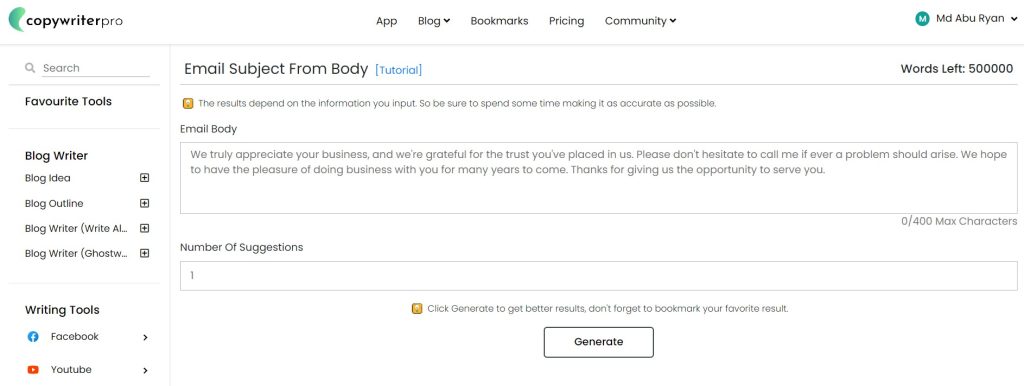 copywriterpro
App Blog Bookmarks Pricing Community
M Md Abu Ryan
Search
Favourite Tools
Blog Writer
Blog Idea
Blog Outline
Blog Writer (Write Al...
Blog Writer (Ghostw...
Writing Tools
Facebook
Youtube
Email Subject From Body [Tutorial]
Words Left: 500000
The results depend on the information you input. So be sure to spend some time making it as accurate as possible.
Email Body
We truly appreciate your business, and we're grateful for the trust you've placed in us. Please don't hesitate to call me if ever a problem should arise. We hope
to have the pleasure of doing business with you for many years to come. Thanks for giving us the opportunity to serve you.
0/400 Max Characters
Number Of Suggestions
1
Click Generate to get better results, don't forget to bookmark your favorite result.
Generate